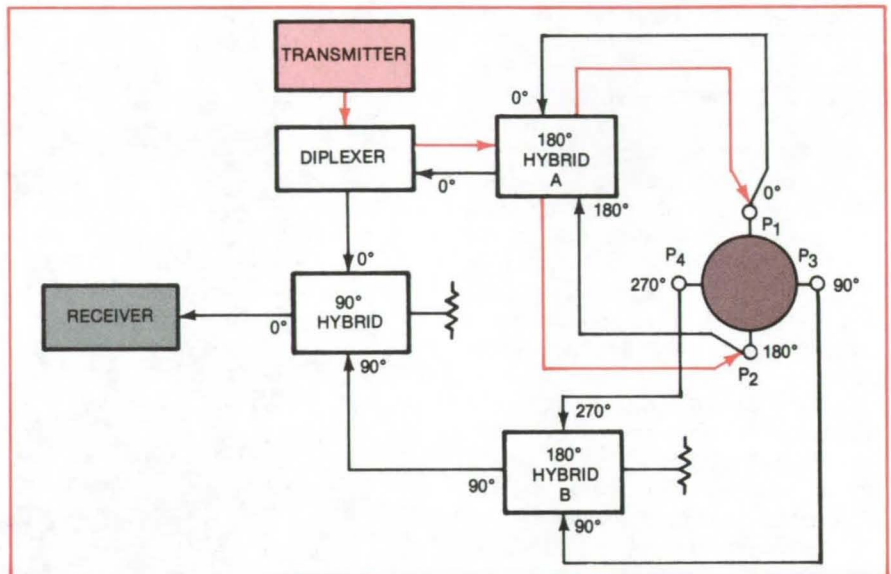 TRANSMITTER
0°
DIPLEXER
180°
HYBRID
A
0°
180°
0°
P1
P4
P3
270°
90°
0°
RECEIVER
0°
90°
HYBRID
90°
180°
P2
270°
180°
HYBRID
B
90°
90°